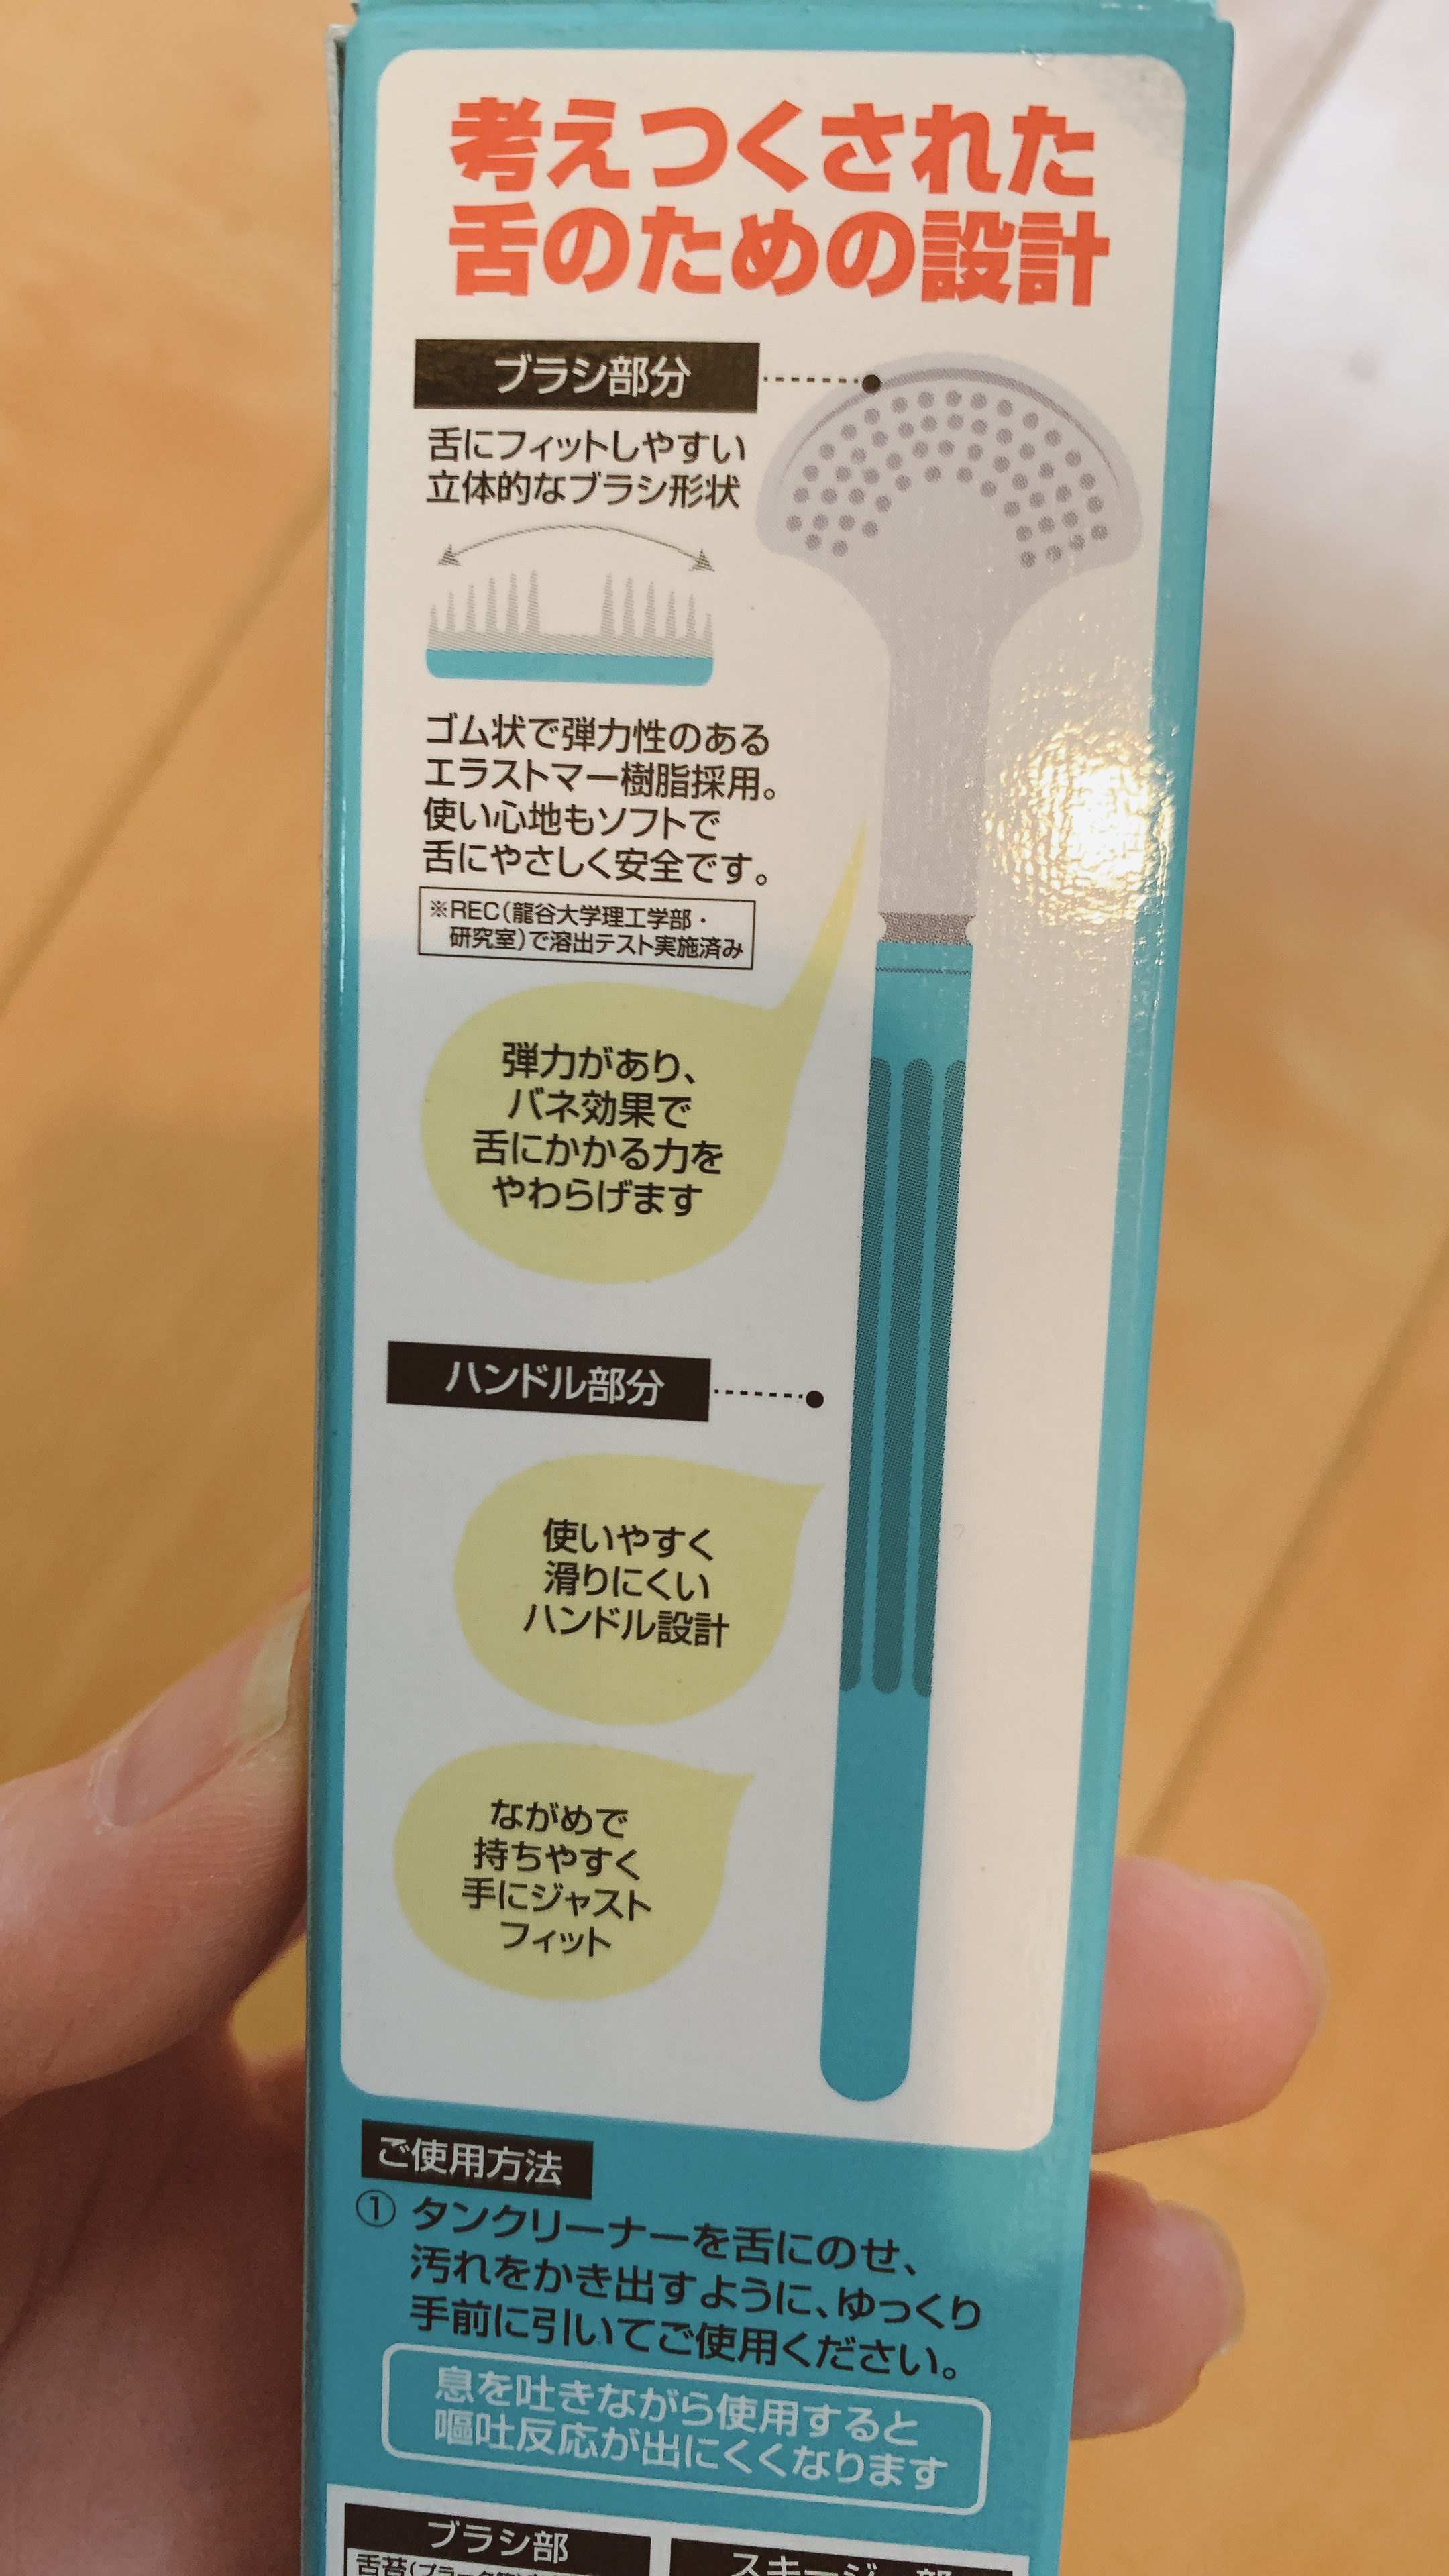 考えつくされた
舌のための設計
ブラシ部分
舌にフィットしやすい
立体的なブラシ形状
ゴム状で弾力性のある
エラストマー樹脂採用。
使い心地もソフトで
舌にやさしく安全です。
※REC(龍谷大学理工学部・
研究室)で溶出テスト実施済み
弾力があり、
バネ効果で
舌にかかる力を
やわらげます
ハンドル部分
使いやすく
滑りにくい
ハンドル設計
ながめで
持ちやすく
手にジャスト
フィット
ご使用方法
① タンクリーナーを舌にのせ、
汚れをかき出すように、ゆっくり
手前に引いてご使用ください。
息を吐きながら使用すると
嘔吐反応が出にくくなります
ブラシ部
舌苔